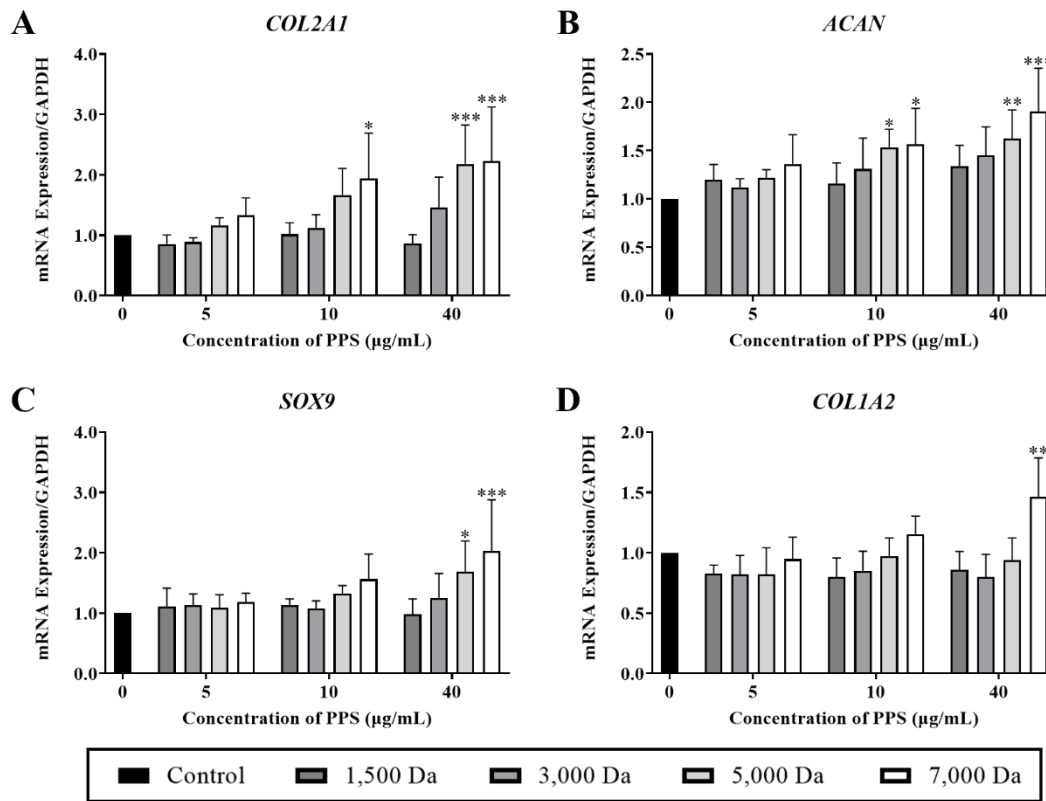 A
COL2A1
mRNA Expression/GAPDH
4.0
3.0
2.0
1.0
0.0
*
***
***
0
5
10
40
Concentration of PPS (µg/mL)
B
ACAN
mRNA Expression/GAPDH
2.5
2.0
1.5
1.0
0.5
0.0
*
*
**
***
0
5
10
40
Concentration of PPS (µg/mL)
C
SOX9
mRNA Expression/GAPDH
4.0
3.0
2.0
1.0
0.0
*
***
0
5
10
40
Concentration of PPS (µg/mL)
D
COL1A2
mRNA Expression/GAPDH
2.0
1.5
1.0
0.5
0.0
**
0
5
10
40
Concentration of PPS (µg/mL)
Control 1,500 Da 3,000 Da 5,000 Da 7,000 Da